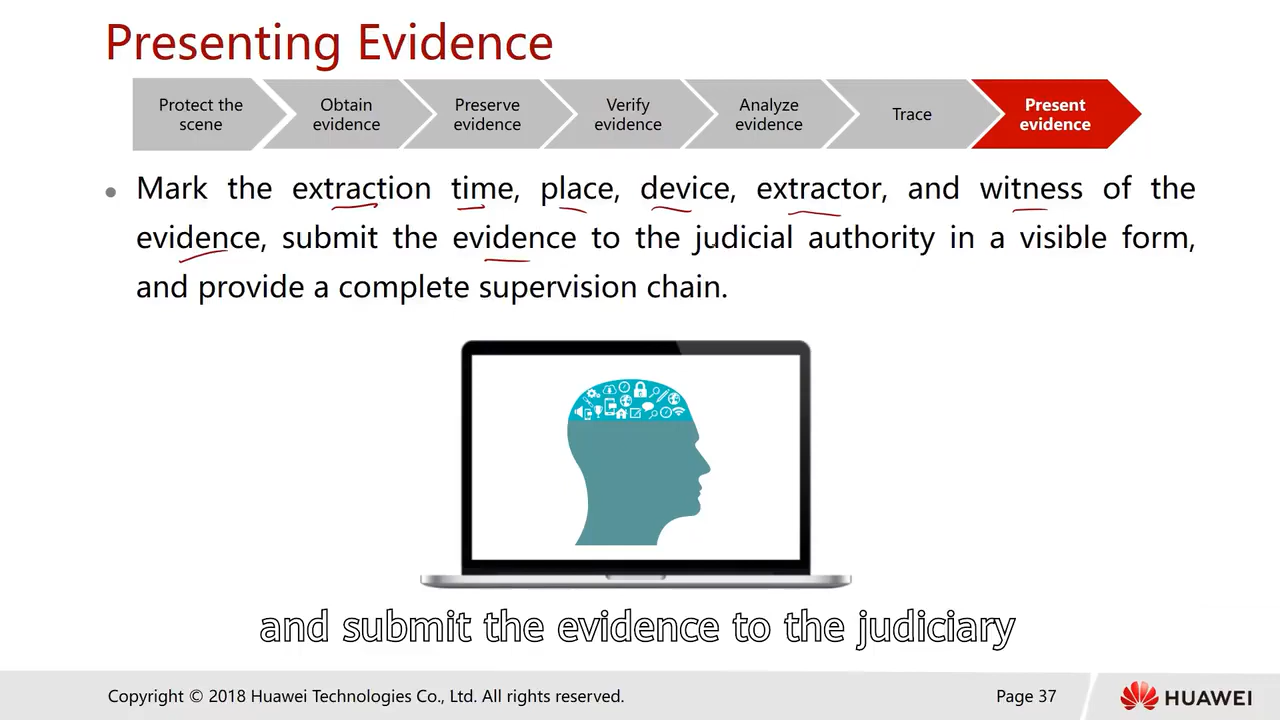 Presenting Evidence
Protect the
scene
Obtain
evidence
Preserve
evidence
Verify
evidence
Analyze
evidence
Trace
Present
evidence
Mark the extraction time, place, device, extractor, and witness of the
evidence, submit the evidence to the judicial authority in a visible form,
and provide a complete supervision chain.
and submit the evidence to the judiciary
Copyright © 2018 Huawei Technologies Co., Ltd. All rights reserved.
Page 37
HUAWEI